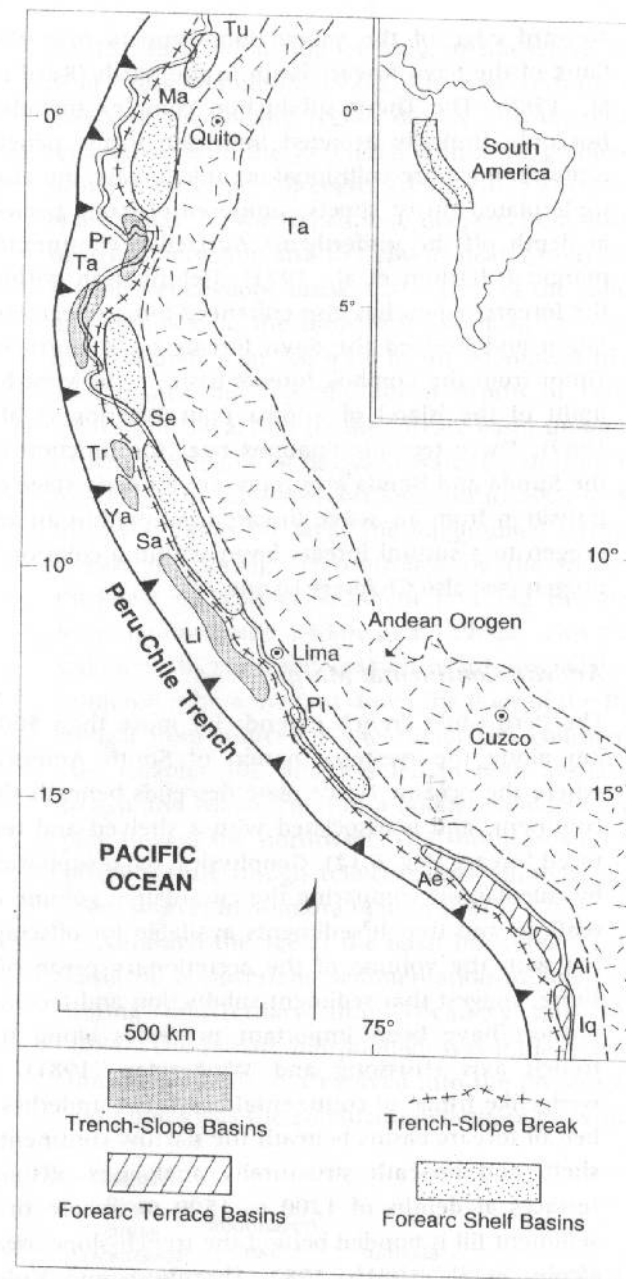 Tu
Ma
0°
Quito
0°
South
America
Pr
Ta
Ta
5°
Se
Tr
Ya
Sa
10°
10°
Andean Orogen
Li
Lima
Peru-Chile Trench
Pi
Cuzco
15°
15°
PACIFIC
OCEAN
Ae
Ai
500 km
75°
Iq
Trench-Slope Basins
Trench-Slope Break
Forearc Terrace Basins
Forearc Shelf Basins